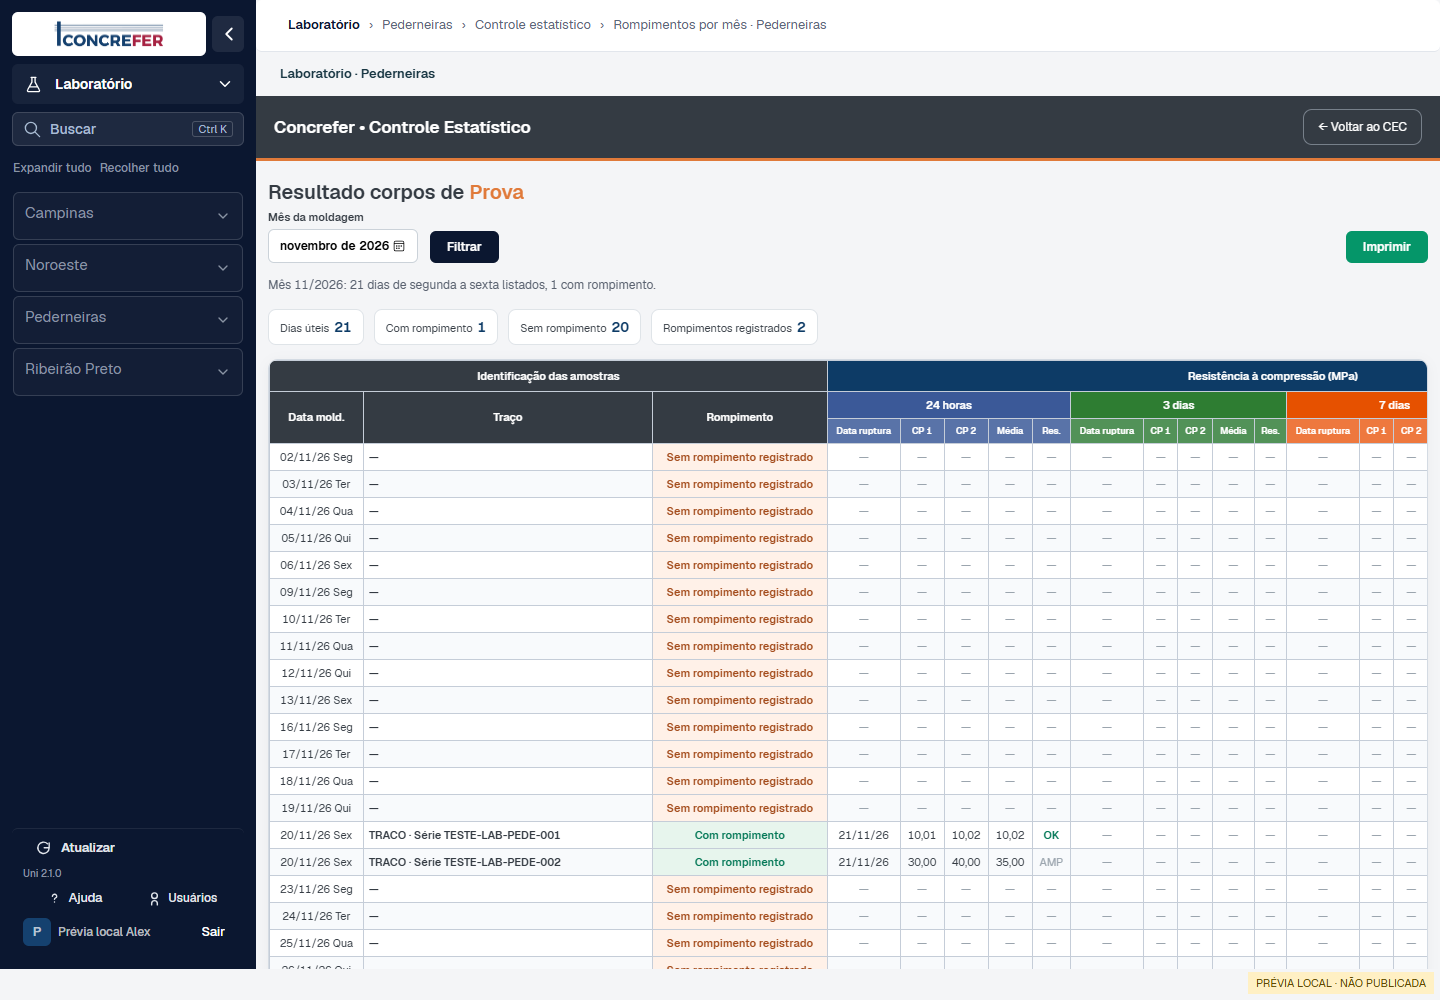 CONCREFER
Laboratório
Buscar Ctrl K
Expandir tudo Recolher tudo
Campinas
Noroeste
Pederneiras
Ribeirão Preto
Atualizar
Uni 2.1.0
? Ajuda Usuários
P Prévia local Alex Sair
Laboratório › Pederneiras › Controle estatístico › Rompimentos por mês · Pederneiras
Laboratório · Pederneiras
Concrefer • Controle Estatístico ← Voltar ao CEC
Resultado corpos de Prova
Mês da moldagem
novembro de 2026 Filtrar Imprimir
Mês 11/2026: 21 dias de segunda a sexta listados, 1 com rompimento.
Dias úteis 21 Com rompimento 1 Sem rompimento 20 Rompimentos registrados 2
Identificação das amostras Resistência à compressão (MPa)
Data mold. Traço Rompimento 24 horas 3 dias 7 dias
Data ruptura CP 1 CP 2 Média Res. Data ruptura CP 1 CP 2 Média Res. Data ruptura CP 1 CP 2
02/11/26 Seg — Sem rompimento registrado — — — — — — — — — — — — —
03/11/26 Ter — Sem rompimento registrado — — — — — — — — — — — — —
04/11/26 Qua — Sem rompimento registrado — — — — — — — — — — — — —
05/11/26 Qui — Sem rompimento registrado — — — — — — — — — — — — —
06/11/26 Sex — Sem rompimento registrado — — — — — — — — — — — — —
09/11/26 Seg — Sem rompimento registrado — — — — — — — — — — — — —
10/11/26 Ter — Sem rompimento registrado — — — — — — — — — — — — —
11/11/26 Qua — Sem rompimento registrado — — — — — — — — — — — — —
12/11/26 Qui — Sem rompimento registrado — — — — — — — — — — — — —
13/11/26 Sex — Sem rompimento registrado — — — — — — — — — — — — —
16/11/26 Seg — Sem rompimento registrado — — — — — — — — — — — — —
17/11/26 Ter — Sem rompimento registrado — — — — — — — — — — — — —
18/11/26 Qua — Sem rompimento registrado — — — — — — — — — — — — —
19/11/26 Qui — Sem rompimento registrado — — — — — — — — — — — — —
20/11/26 Sex TRACO · Série TESTE-LAB-PEDE-001 Com rompimento 21/11/26 10,01 10,02 10,02 OK — — — — — — — —
20/11/26 Sex TRACO · Série TESTE-LAB-PEDE-002 Com rompimento 21/11/26 30,00 40,00 35,00 AMP — — — — — — — —
23/11/26 Seg — Sem rompimento registrado — — — — — — — — — — — — —
24/11/26 Ter — Sem rompimento registrado — — — — — — — — — — — — —
25/11/26 Qua — Sem rompimento registrado — — — — — — — — — — — — —
26/11/26 Qui — Sem rompimento registrado — — — — — — — — — — — — —
PRÉVIA LOCAL · NÃO PUBLICADA